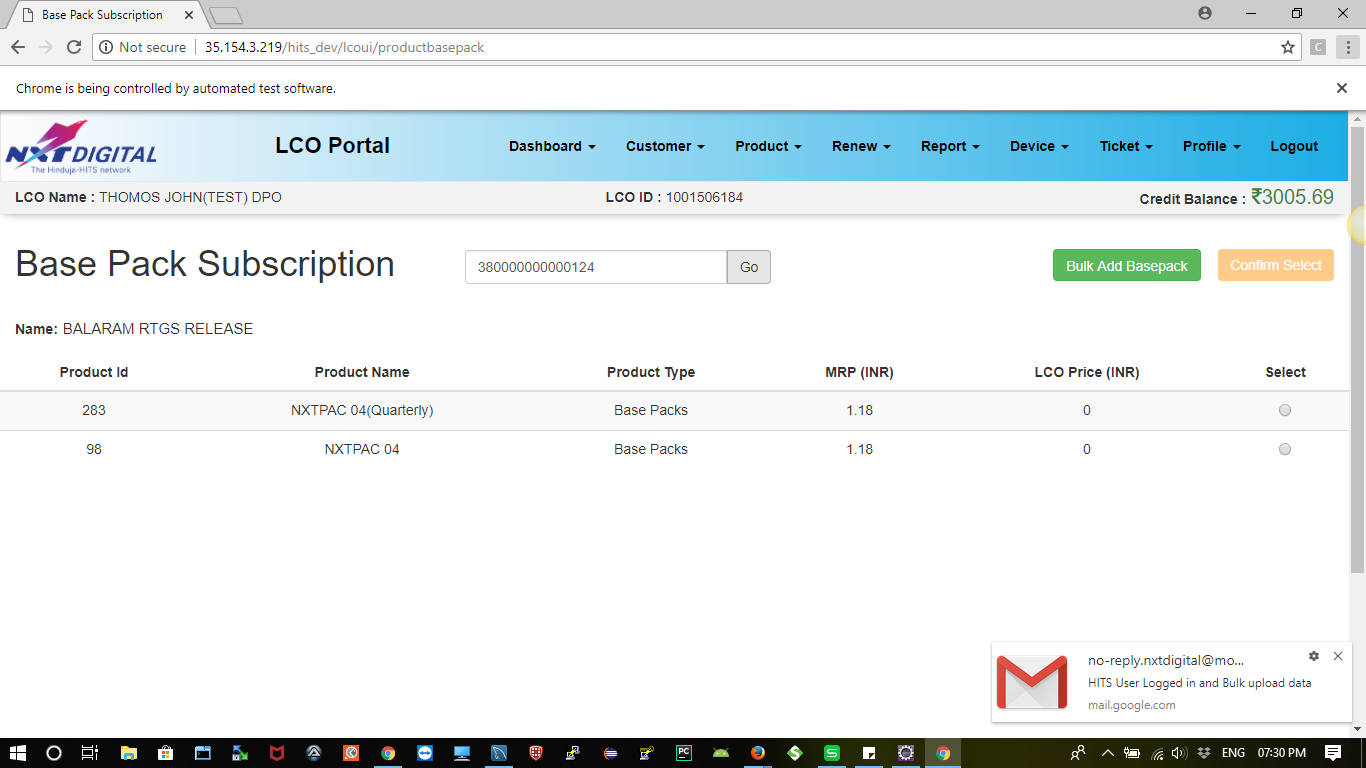 Base Pack Subscription
Not secure 35.154.3.219/hits_dev/lcoui/productbasepack C
Chrome is being controlled by automated test software.
NXTDIGITAL
The Hinduja-HITS network
LCO Portal Dashboard Customer Product Renew Report Device Ticket Profile Logout
LCO Name : THOMOS JOHN(TEST) DPO LCO ID : 1001506184 Credit Balance : ₹3005.69
Base Pack Subscription 380000000000124 Go Bulk Add Basepack Confirm Select
Name: BALARAM RTGS RELEASE
Product Id Product Name Product Type MRP (INR) LCO Price (INR) Select
283 NXTPAC 04(Quarterly) Base Packs 1.18 0
98 NXTPAC 04 Base Packs 1.18 0
no-reply.nxtdigital@mo...
HITS User Logged in and Bulk upload data
mail.google.com
PC ENG 07:30 PM